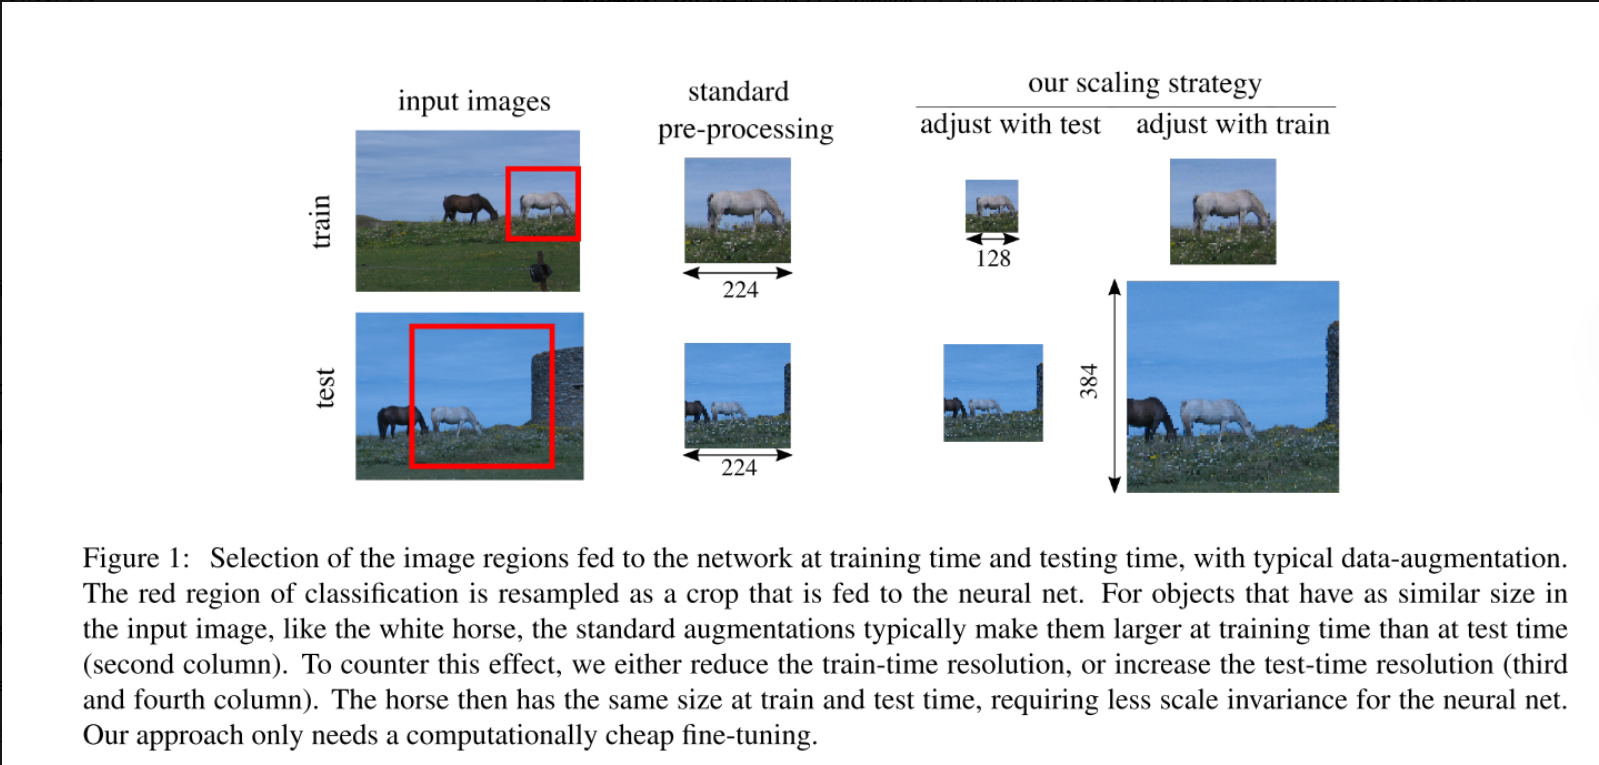 input images
standard
pre-processing
our scaling strategy
adjust with test
adjust with train
train
128
224
test
384
224
Figure 1: Selection of the image regions fed to the network at training time and testing time, with typical data-augmentation.
The red region of classification is resampled as a crop that is fed to the neural net. For objects that have as similar size in
the input image, like the white horse, the standard augmentations typically make them larger at training time than at test time
(second column). To counter this effect, we either reduce the train-time resolution, or increase the test-time resolution (third
and fourth column). The horse then has the same size at train and test time, requiring less scale invariance for the neural net.
Our approach only needs a computationally cheap fine-tuning.